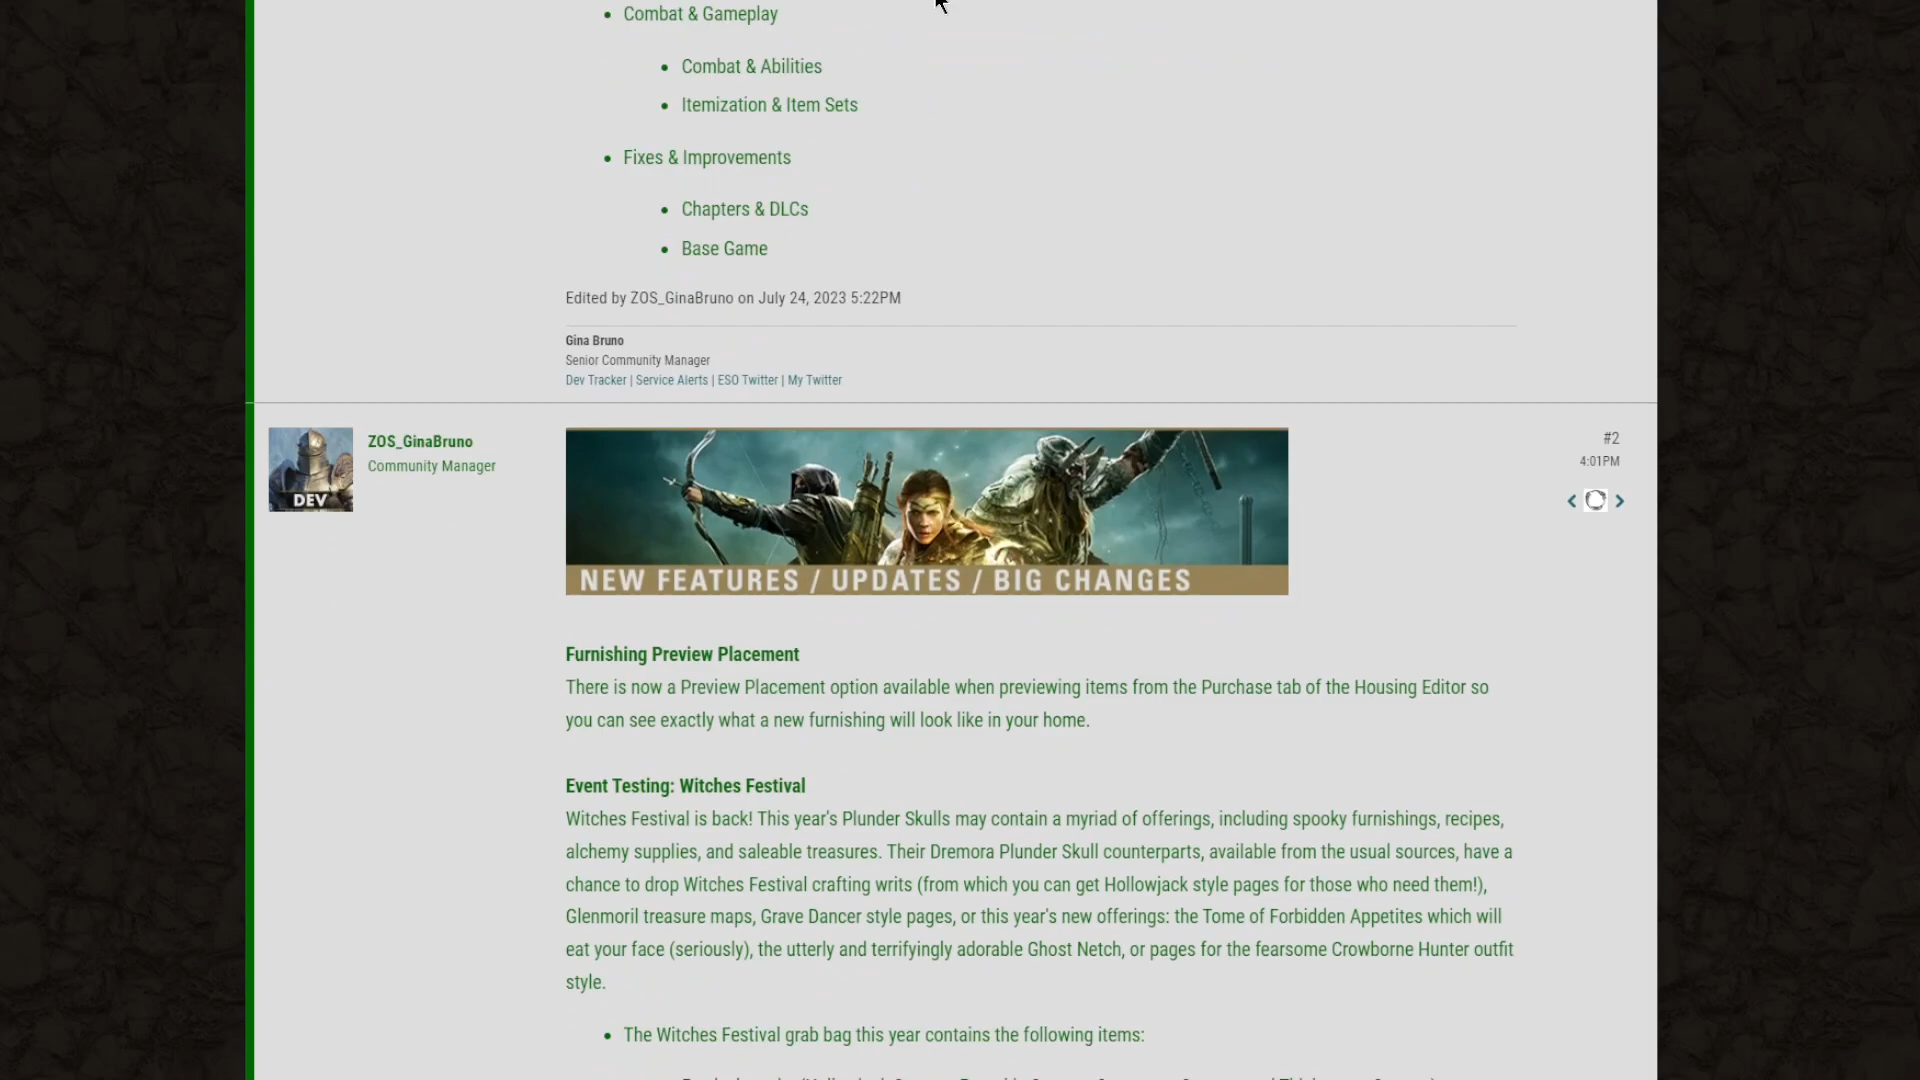 Combat & Gameplay
Combat & Abilities
Itemization & Item Sets
Fixes & Improvements
Chapters & DLCs
Base Game
Edited by ZOS_GinaBruno on July 24, 2023 5:22PM
Gina Bruno
Senior Community Manager
Dev Tracker | Service Alerts | ESO Twitter | My Twitter
ZOS_GinaBruno
Community Manager
DEV
#2
4:01PM
NEW FEATURES / UPDATES / BIG CHANGES
Furnishing Preview Placement
There is now a Preview Placement option available when previewing items from the Purchase tab of the Housing Editor so
you can see exactly what a new furnishing will look like in your home.
Event Testing: Witches Festival
Witches Festival is back! This year's Plunder Skulls may contain a myriad of offerings, including spooky furnishings, recipes,
alchemy supplies, and saleable treasures. Their Dremora Plunder Skull counterparts, available from the usual sources, have a
chance to drop Witches Festival crafting writs (from which you can get Hollowjack style pages for those who need them!),
Glenmoril treasure maps, Grave Dancer style pages, or this year's new offerings: the Tome of Forbidden Appetites which will
eat your face (seriously), the utterly and terrifyingly adorable Ghost Netch, or pages for the fearsome Crowborne Hunter outfit
style.
The Witches Festival grab bag this year contains the following items: